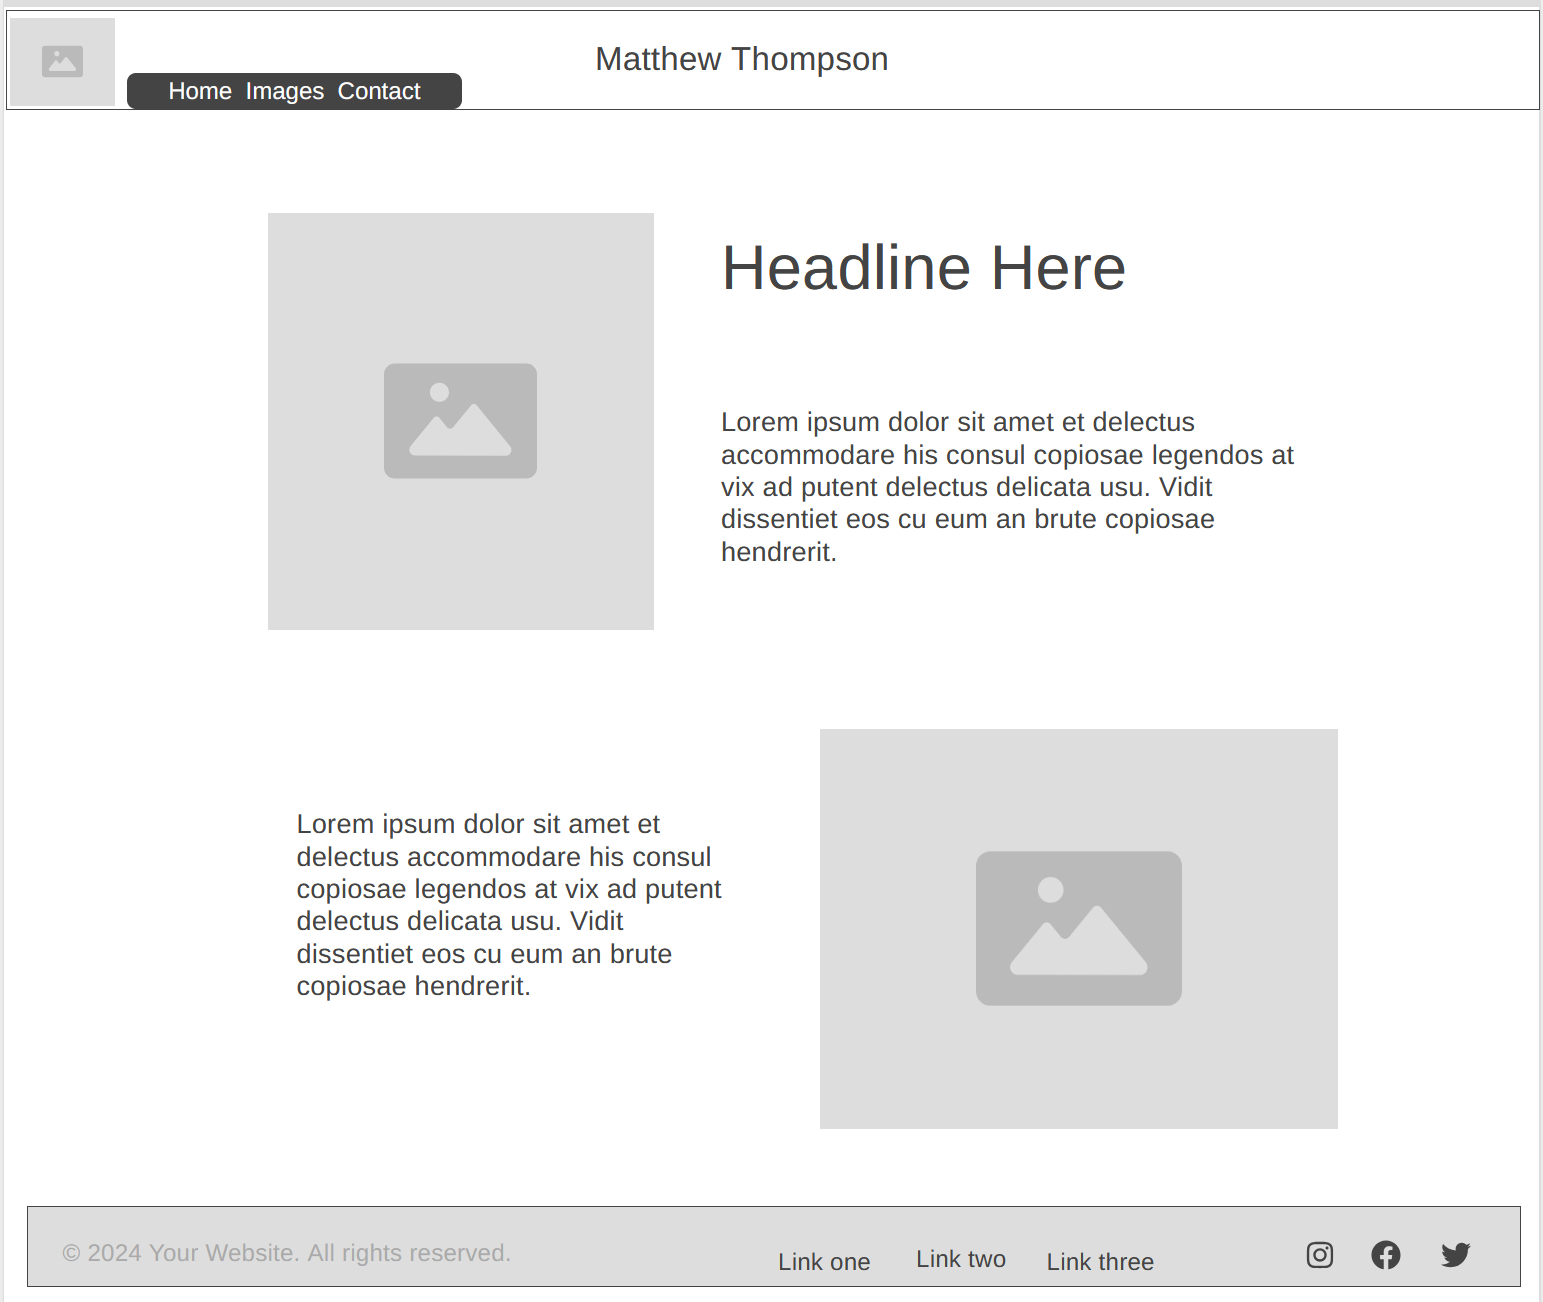 Matthew Thompson
Home Images Contact
Headline Here
Lorem ipsum dolor sit amet et delectus
accommodare his consul copiosae legendos at
vix ad putent delectus delicata usu. Vidit
dissentiet eos cu eum an brute copiosae
hendrerit.
Lorem ipsum dolor sit amet et
delectus accommodare his consul
copiosae legendos at vix ad putent
delectus delicata usu. Vidit
dissentiet eos cu eum an brute
copiosae hendrerit.
© 2024 Your Website. All rights reserved.
Link one
Link two
Link three